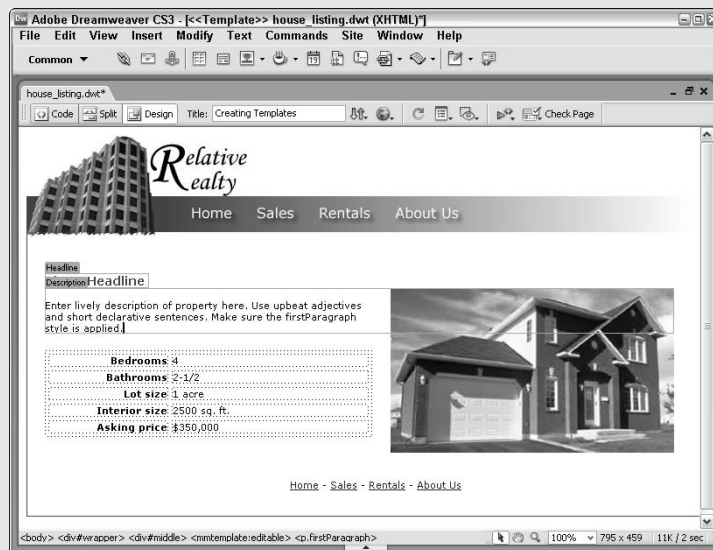 Adobe Dreamweaver CS3 - [<<Template>> house_listing.dwt (XHTML)*]
File Edit View Insert Modify Text Commands Site Window Help
Common
19
house_listing.dwt*
Code Split Design Title: Creating Templates Check Page
Relative
Realty
Home Sales Rentals About Us
Headline
Description Headline
Enter lively description of property here. Use upbeat adjectives
and short declarative sentences. Make sure the firstParagraph
style is applied.
Bedrooms 4
Bathrooms 2-1/2
Lot size 1 acre
Interior size 2500 sq. ft.
Asking price $350,000
Home - Sales - Rentals - About Us
<body> <div#wrapper> <div#middle> <mmtemplate:editable> <p.firstParagraph> 100% 795 x 459 11K / 2 sec